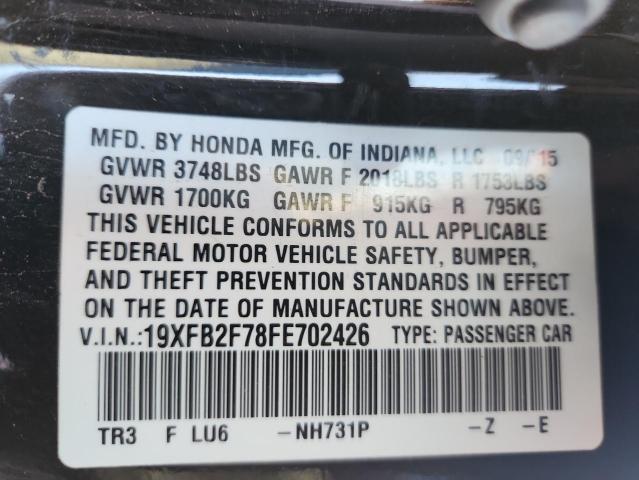 MFD. BY HONDA MFG. OF INDIANA, LLC 09/15
GVWR 3748LBS GAWR F 2018LBS R 1753LBS
GVWR 1700KG GAWR F 915KG R 795KG
THIS VEHICLE CONFORMS TO ALL APPLICABLE
FEDERAL MOTOR VEHICLE SAFETY, BUMPER,
AND THEFT PREVENTION STANDARDS IN EFFECT
ON THE DATE OF MANUFACTURE SHOWN ABOVE.
V.I.N.: 19XFB2F78FE702426 TYPE: PASSENGER CAR
TR3 F LU6 -NH731P -Z -E